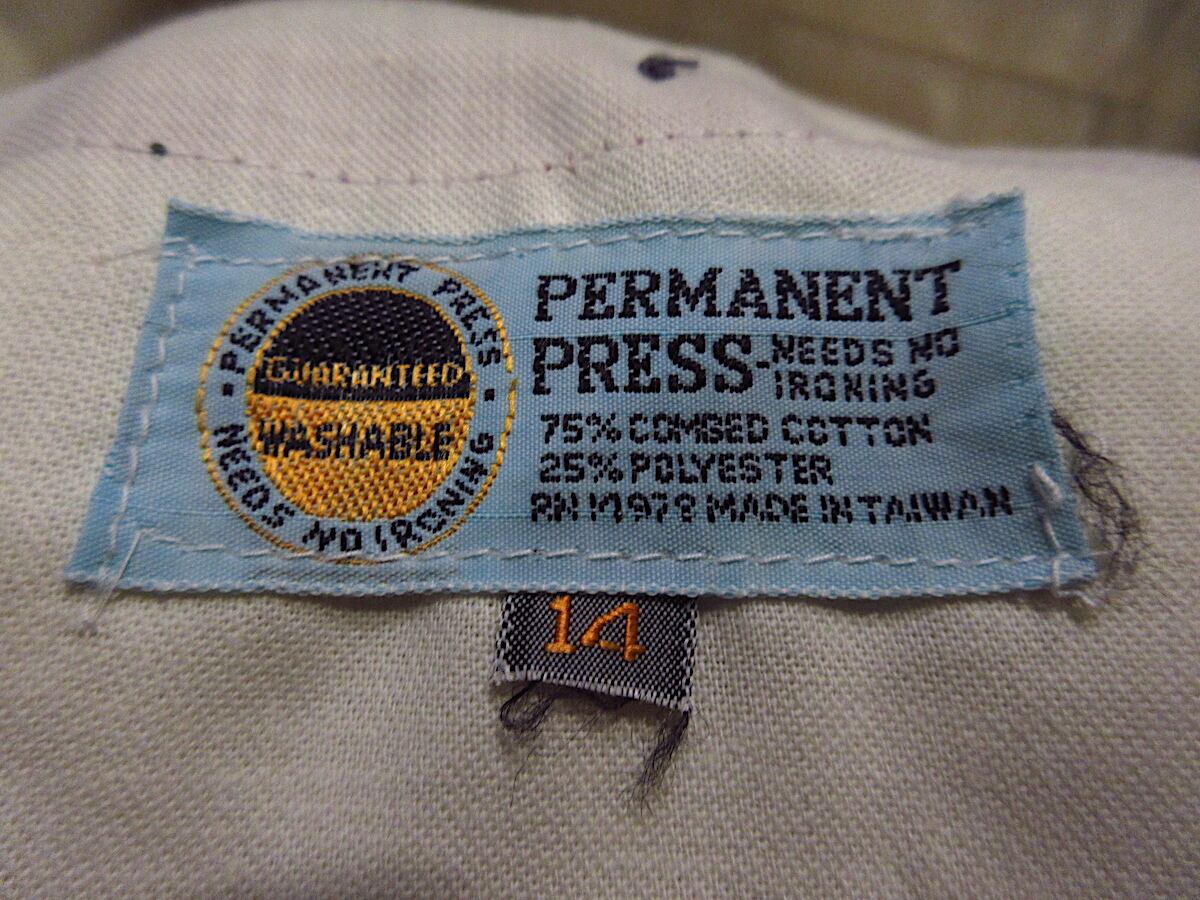 PERMANENT PRESS
GUARANTEED
WASHABLE
NEEDS NO IRONING
PERMANENT
PRESS-NEEDS NO
IRONING
75% COMBED COTTON
25% POLYESTER
RN MADE IN TAIWAN
14